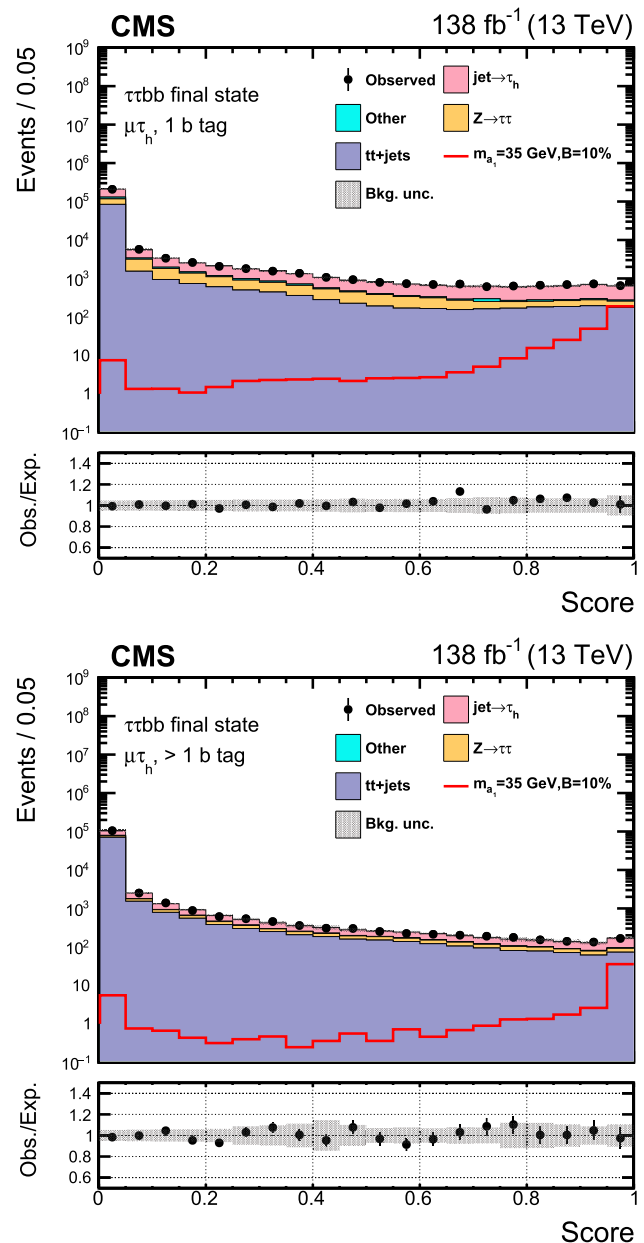 CMS 138 fb⁻¹ (13 TeV)
Events / 0.05
10⁹
10⁸
10⁷
10⁶
10⁵
10⁴
10³
10²
10
1
10⁻¹
ττbb final state
μτₕ, 1 b tag
Observed
jet→τₕ
Other
Z→ττ
tt+jets
mₐ₁=35 GeV,B=10%
Bkg. unc.
Obs./Exp.
1.4
1.2
1
0.8
0.6
0 0.2 0.4 0.6 0.8 1
Score
CMS 138 fb⁻¹ (13 TeV)
Events / 0.05
10⁹
10⁸
10⁷
10⁶
10⁵
10⁴
10³
10²
10
1
10⁻¹
ττbb final state
μτₕ, > 1 b tag
Observed
jet→τₕ
Other
Z→ττ
tt+jets
mₐ₁=35 GeV,B=10%
Bkg. unc.
Obs./Exp.
1.4
1.2
1
0.8
0.6
0 0.2 0.4 0.6 0.8 1
Score